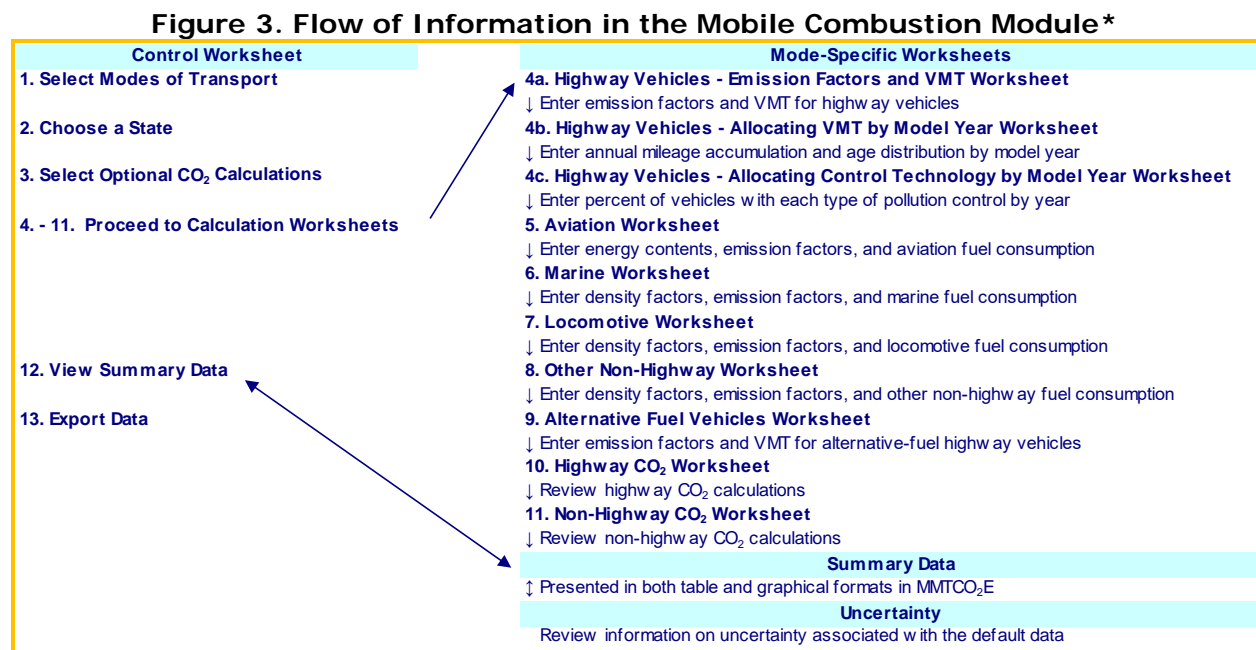 Figure 3. Flow of Information in the Mobile Combustion Module*
Control Worksheet
1. Select Modes of Transport
2. Choose a State
3. Select Optional CO₂ Calculations
4. - 11. Proceed to Calculation Worksheets
12. View Summary Data
13. Export Data
Mode-Specific Worksheets
4a. Highway Vehicles - Emission Factors and VMT Worksheet
↓ Enter emission factors and VMT for highway vehicles
4b. Highway Vehicles - Allocating VMT by Model Year Worksheet
↓ Enter annual mileage accumulation and age distribution by model year
4c. Highway Vehicles - Allocating Control Technology by Model Year Worksheet
↓ Enter percent of vehicles with each type of pollution control by year
5. Aviation Worksheet
↓ Enter energy contents, emission factors, and aviation fuel consumption
6. Marine Worksheet
↓ Enter density factors, emission factors, and marine fuel consumption
7. Locomotive Worksheet
↓ Enter density factors, emission factors, and locomotive fuel consumption
8. Other Non-Highway Worksheet
↓ Enter density factors, emission factors, and other non-highway fuel consumption
9. Alternative Fuel Vehicles Worksheet
↓ Enter emission factors and VMT for alternative-fuel highway vehicles
10. Highway CO₂ Worksheet
↓ Review highway CO₂ calculations
11. Non-Highway CO₂ Worksheet
↓ Review non-highway CO₂ calculations
Summary Data
↕ Presented in both table and graphical formats in MMTCO₂E
Uncertainty
Review information on uncertainty associated with the default data